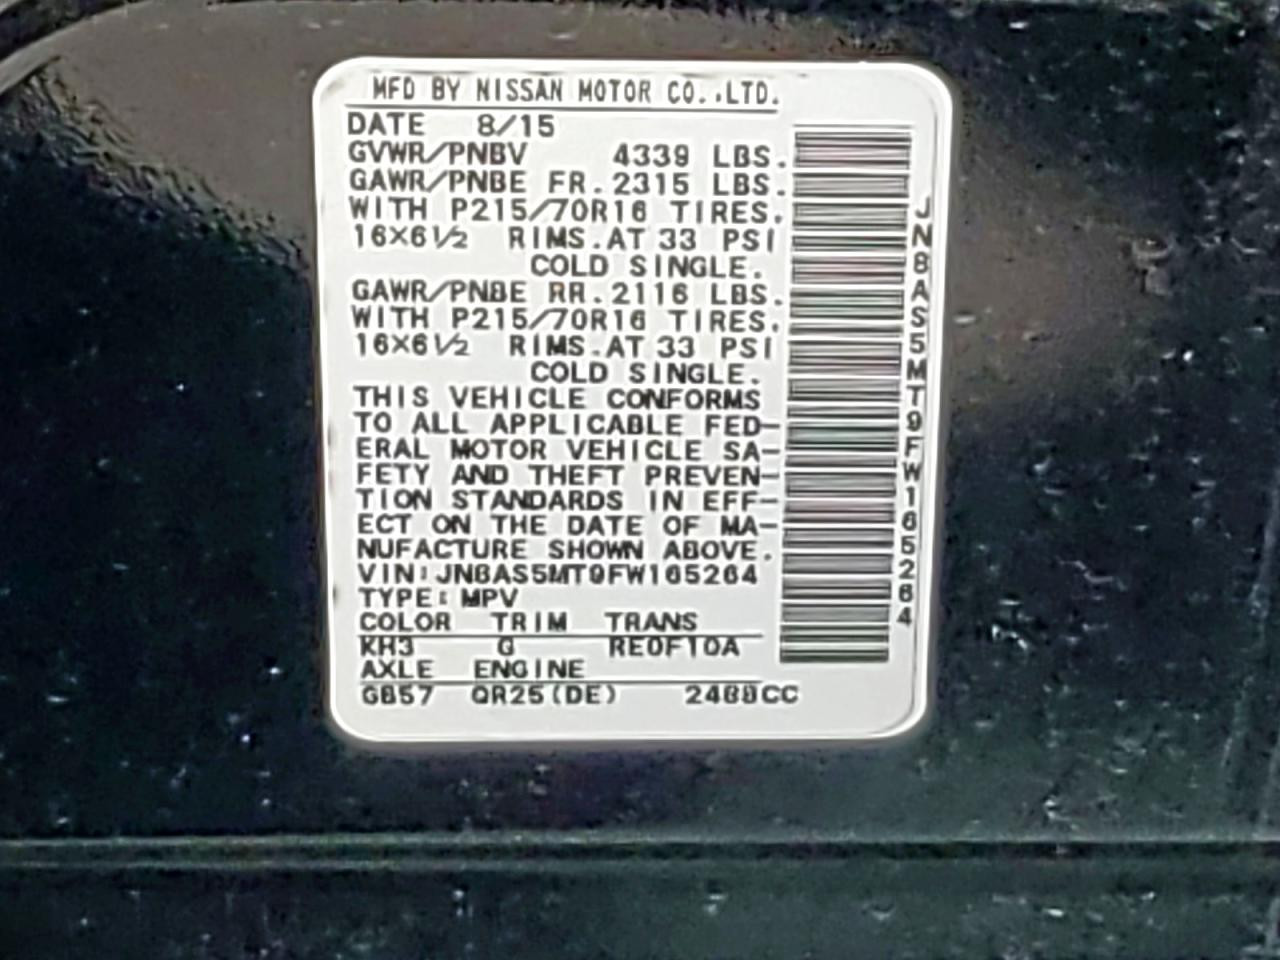 MFD BY NISSAN MOTOR CO.,LTD.
DATE 8/15
GVWR/PNBV 4339 LBS.
GAWR/PNBE FR.2315 LBS.
WITH P215/70R16 TIRES.
16×6 1/2 RIMS.AT 33 PSI
COLD SINGLE.
GAWR/PNBE RR.2116 LBS.
WITH P215/70R16 TIRES.
16×6 1/2 RIMS.AT 33 PSI
COLD SINGLE.
THIS VEHICLE CONFORMS
TO ALL APPLICABLE FED-
ERAL MOTOR VEHICLE SA-
FETY AND THEFT PREVEN-
TION STANDARDS IN EFF-
ECT ON THE DATE OF MA-
NUFACTURE SHOWN ABOVE.
VIN:JN8AS5MT9FW165264
TYPE:MPV
COLOR TRIM TRANS
KH3 G RE0F10A
AXLE ENGINE
GB57 QR25(DE) 2488CC
JN8AS5MT9FW165264